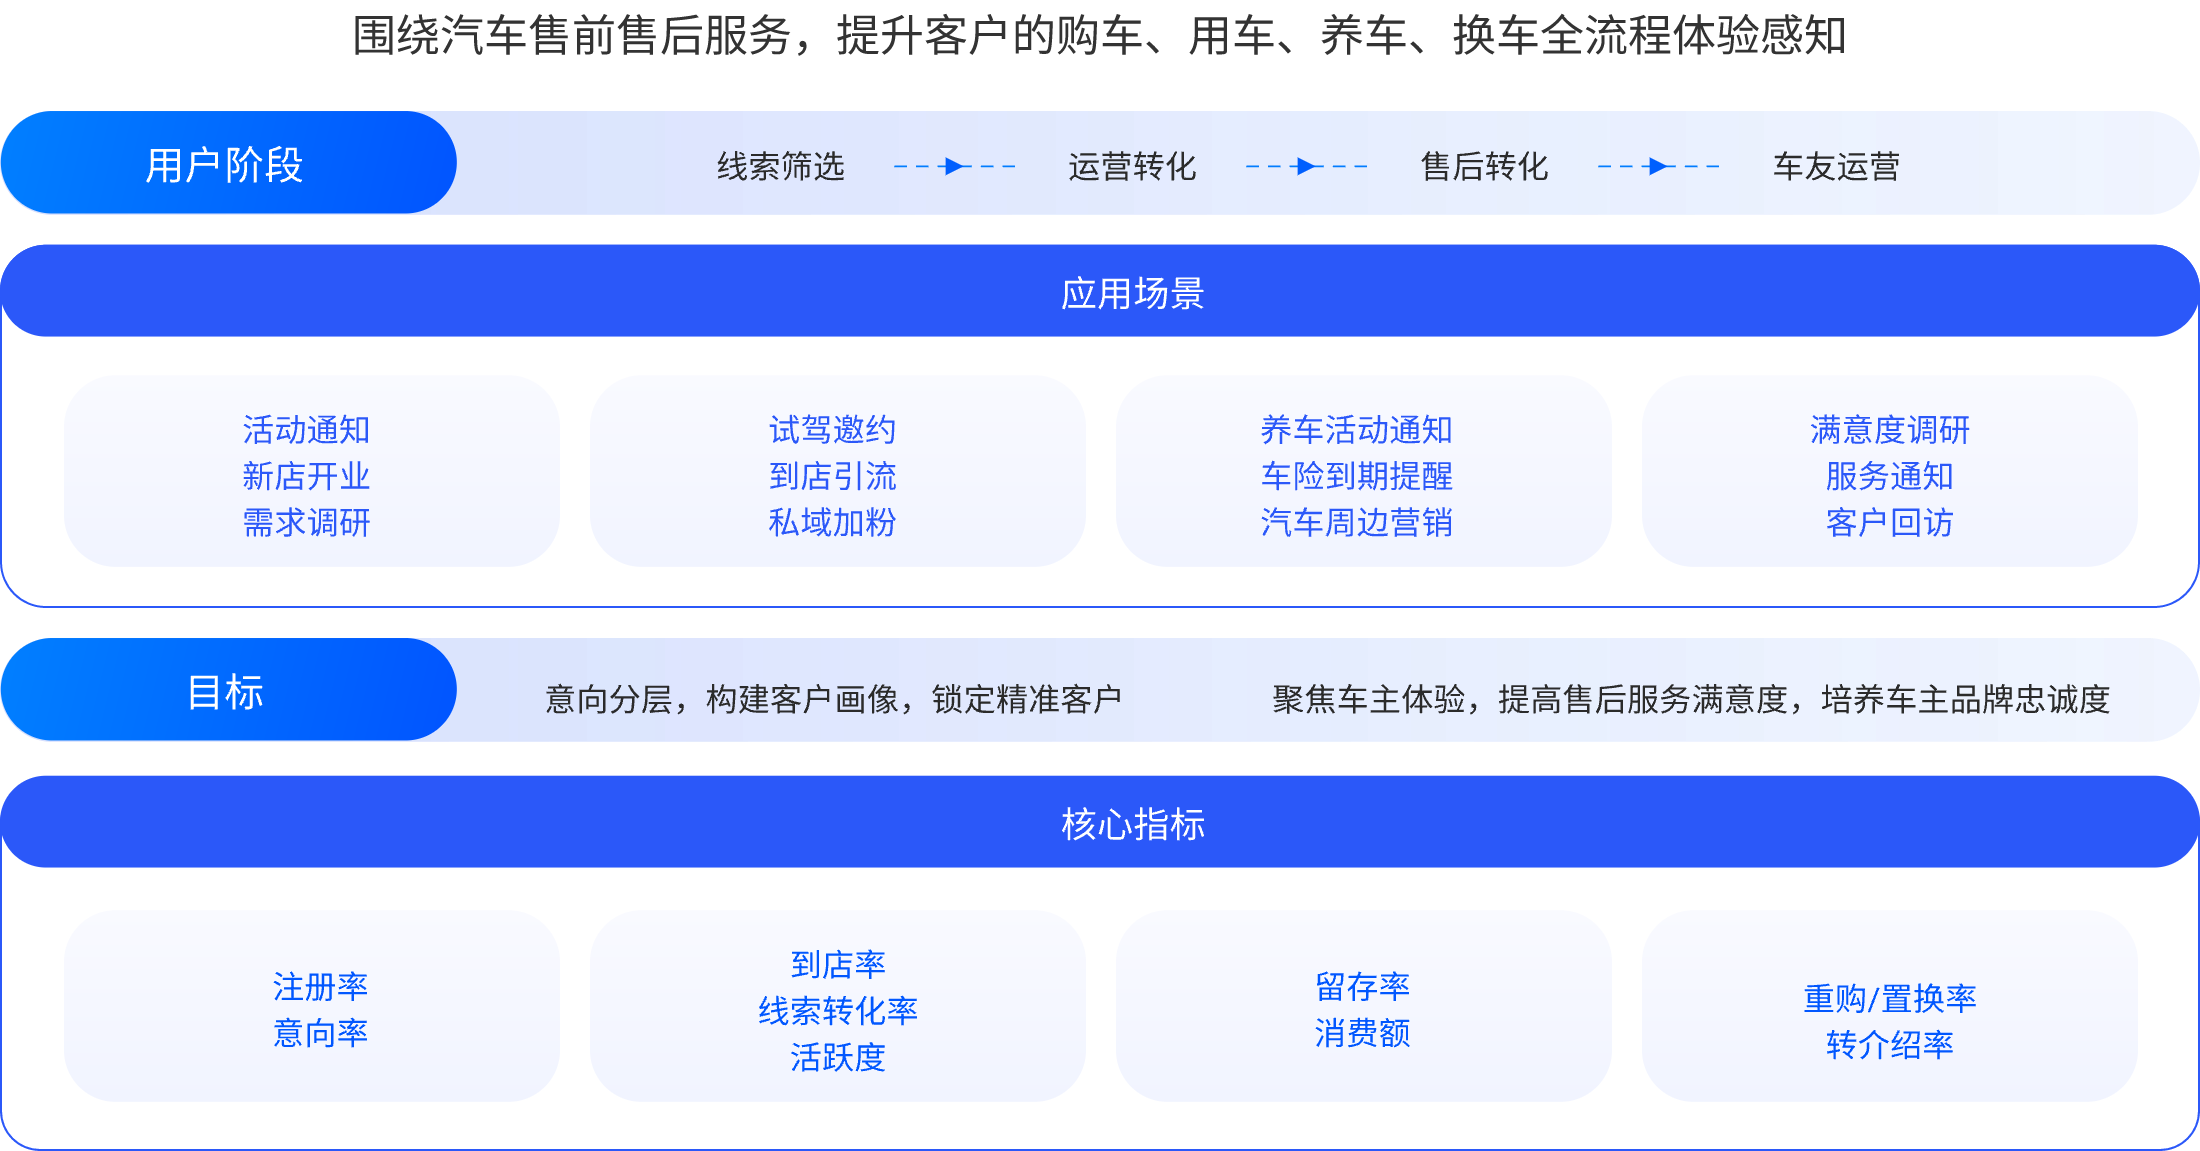 围绕汽车售前售后服务，提升客户的购车、用车、养车、换车全流程体验感知
用户阶段
线索筛选
运营转化
售后转化
车友运营
应用场景
活动通知
新店开业
需求调研
试驾邀约
到店引流
私域加粉
养车活动通知
车险到期提醒
汽车周边营销
满意度调研
服务通知
客户回访
目标
意向分层，构建客户画像，锁定精准客户
聚焦车主体验，提高售后服务满意度，培养车主品牌忠诚度
核心指标
注册率
意向率
到店率
线索转化率
活跃度
留存率
消费额
重购/置换率
转介绍率